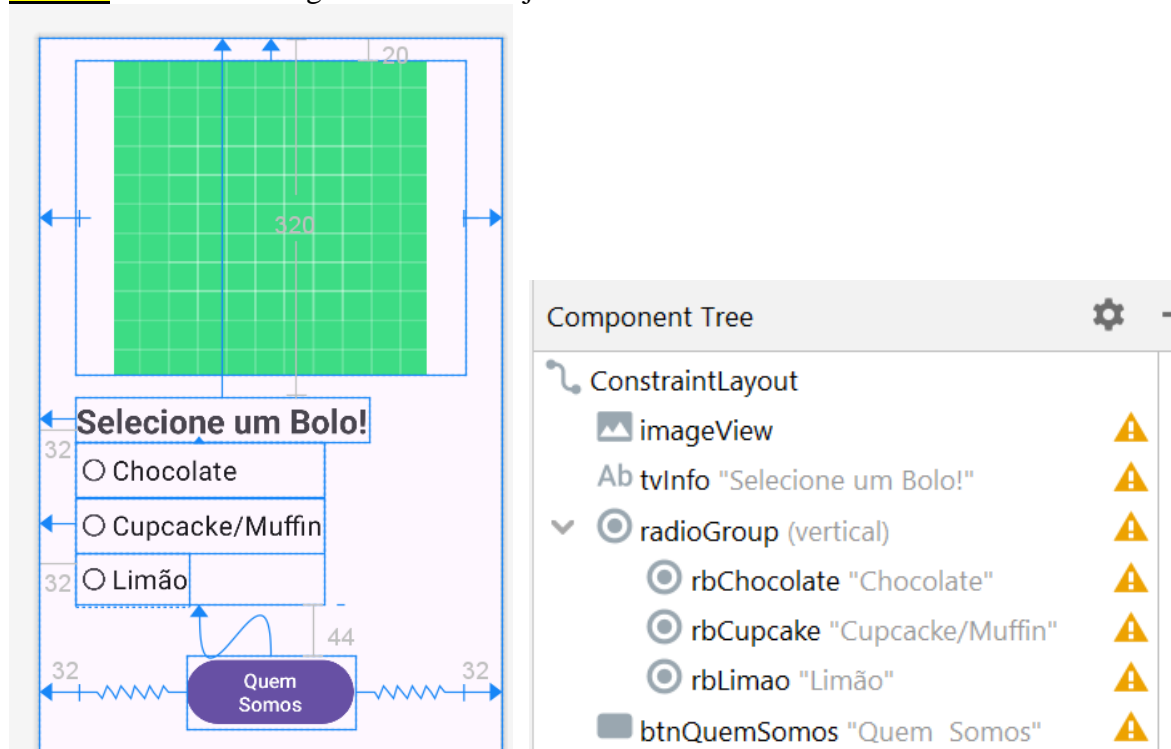 20
320
Selecione um Bolo!
32
Chocolate
Cupcacke/Muffin
32
Limão
44
32
32
Quem
Somos
Component Tree
ConstraintLayout
imageView
Ab tvInfo "Selecione um Bolo!"
radioGroup (vertical)
rbChocolate "Chocolate"
rbCupcake "Cupcacke/Muffin"
rbLimao "Limão"
btnQuemSomos "Quem  Somos"